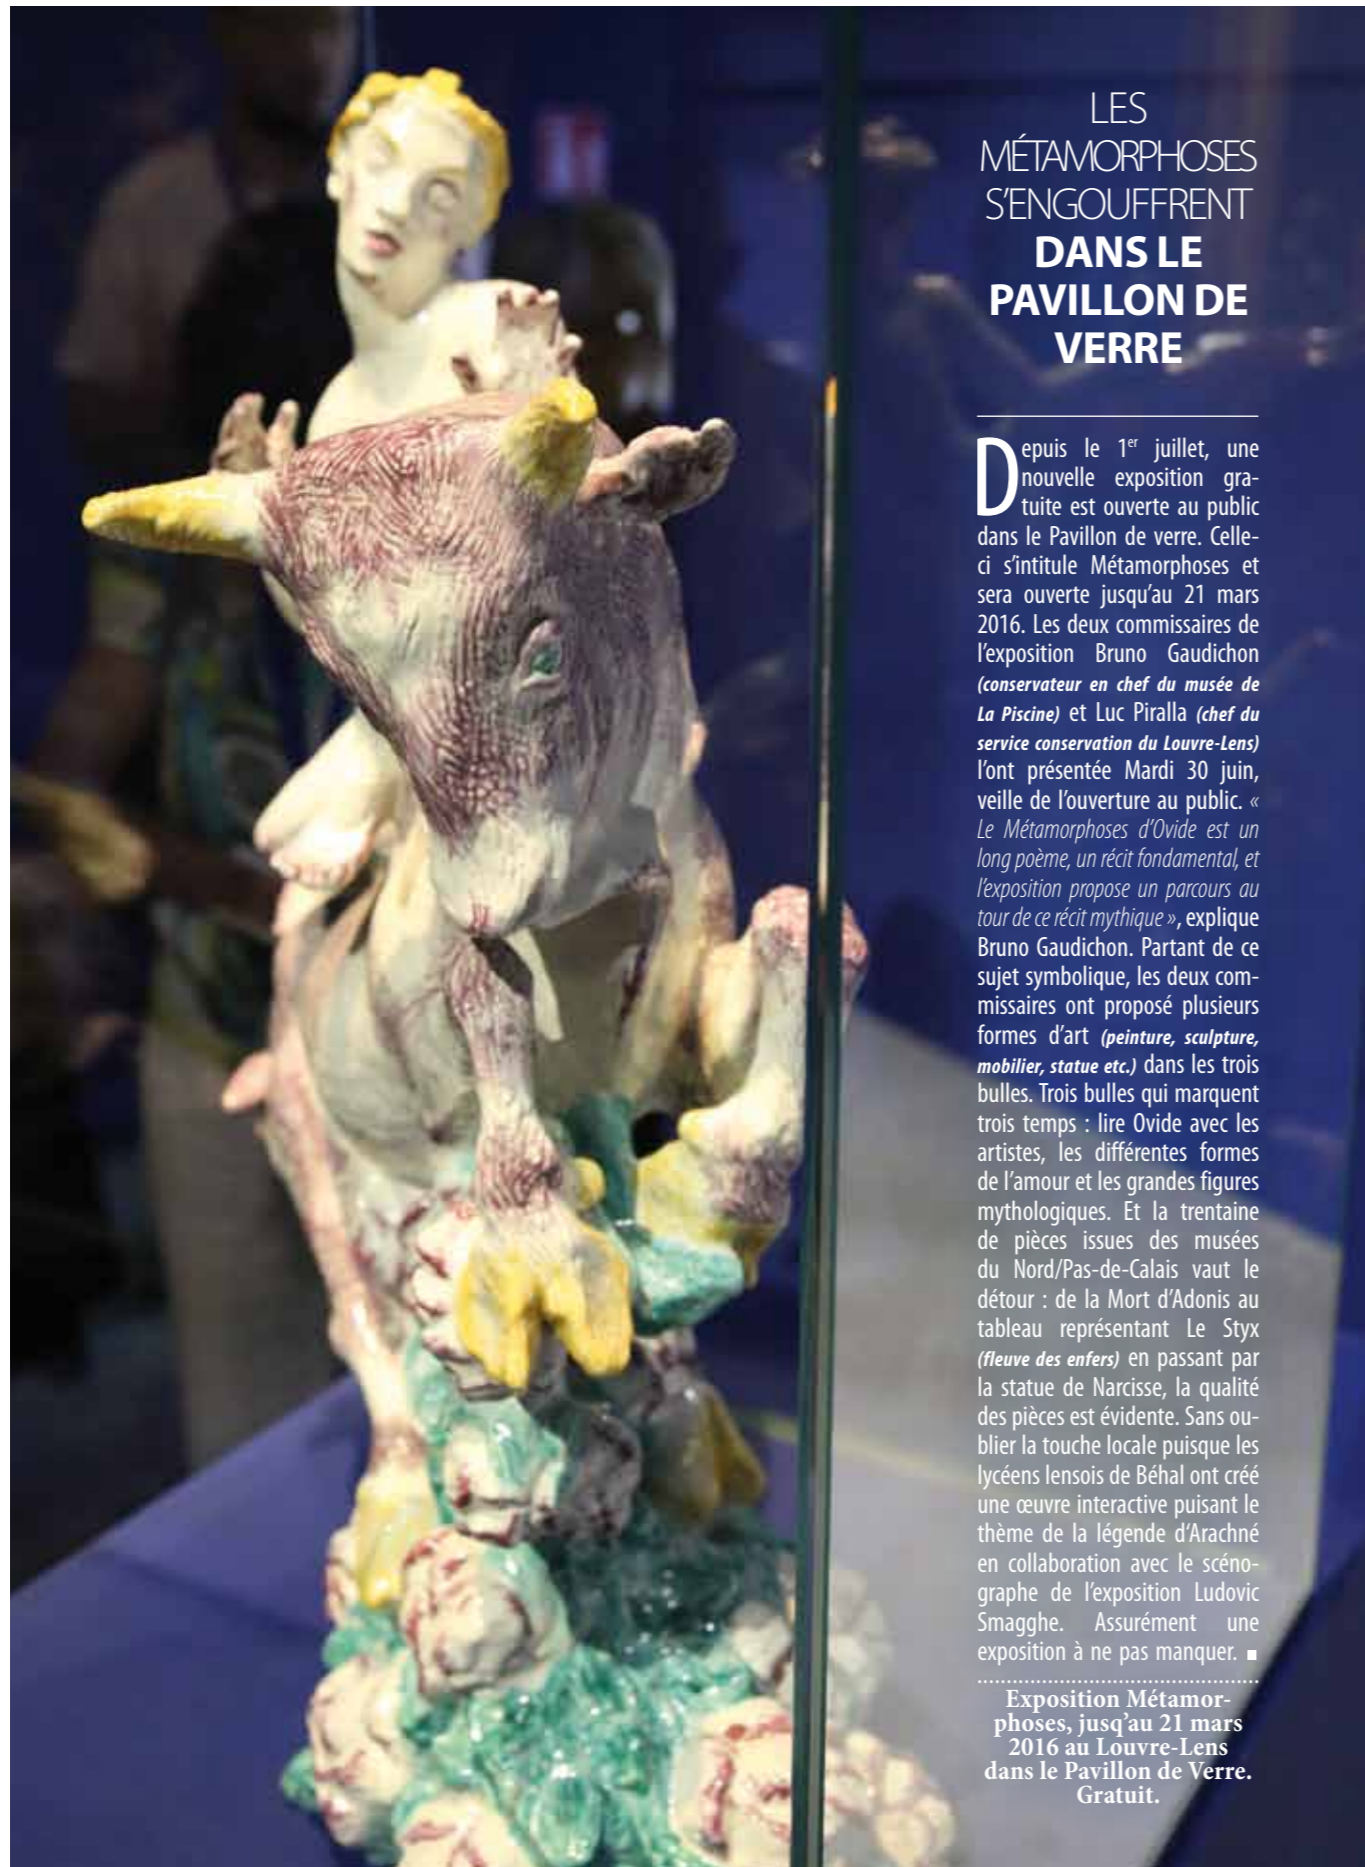 LES
MÉTAMORPHOSES
S’ENGOUFFRENT
DANS LE
PAVILLON DE
VERRE
Depuis le 1er juillet, une
nouvelle exposition gra-
tuite est ouverte au public
dans le Pavillon de verre. Celle-
ci s’intitule Métamorphoses et
sera ouverte jusqu’au 21 mars
2016. Les deux commissaires de
l’exposition Bruno Gaudichon
(conservateur en chef du musée de
La Piscine) et Luc Piralla (chef du
service conservation du Louvre-Lens)
l’ont présentée Mardi 30 juin,
veille de l’ouverture au public. «
Le Métamorphoses d’Ovide est un
long poème, un récit fondamental, et
l’exposition propose un parcours au
tour de ce récit mythique », explique
Bruno Gaudichon. Partant de ce
sujet symbolique, les deux com-
missaires ont proposé plusieurs
formes d’art (peinture, sculpture,
mobilier, statue etc.) dans les trois
bulles. Trois bulles qui marquent
trois temps : lire Ovide avec les
artistes, les différentes formes
de l’amour et les grandes figures
mythologiques. Et la trentaine
de pièces issues des musées
du Nord/Pas-de-Calais vaut le
détour : de la Mort d’Adonis au
tableau représentant Le Styx
(fleuve des enfers) en passant par
la statue de Narcisse, la qualité
des pièces est évidente. Sans ou-
blier la touche locale puisque les
lycéens lensois de Béhal ont créé
une œuvre interactive puisant le
thème de la légende d‘Arachné
en collaboration avec le scéno-
graphe de l’exposition Ludovic
Smagghe. Assurément une
exposition à ne pas manquer. ■
Exposition Métamor-
phoses, jusq’au 21 mars
2016 au Louvre-Lens
dans le Pavillon de Verre.
Gratuit.